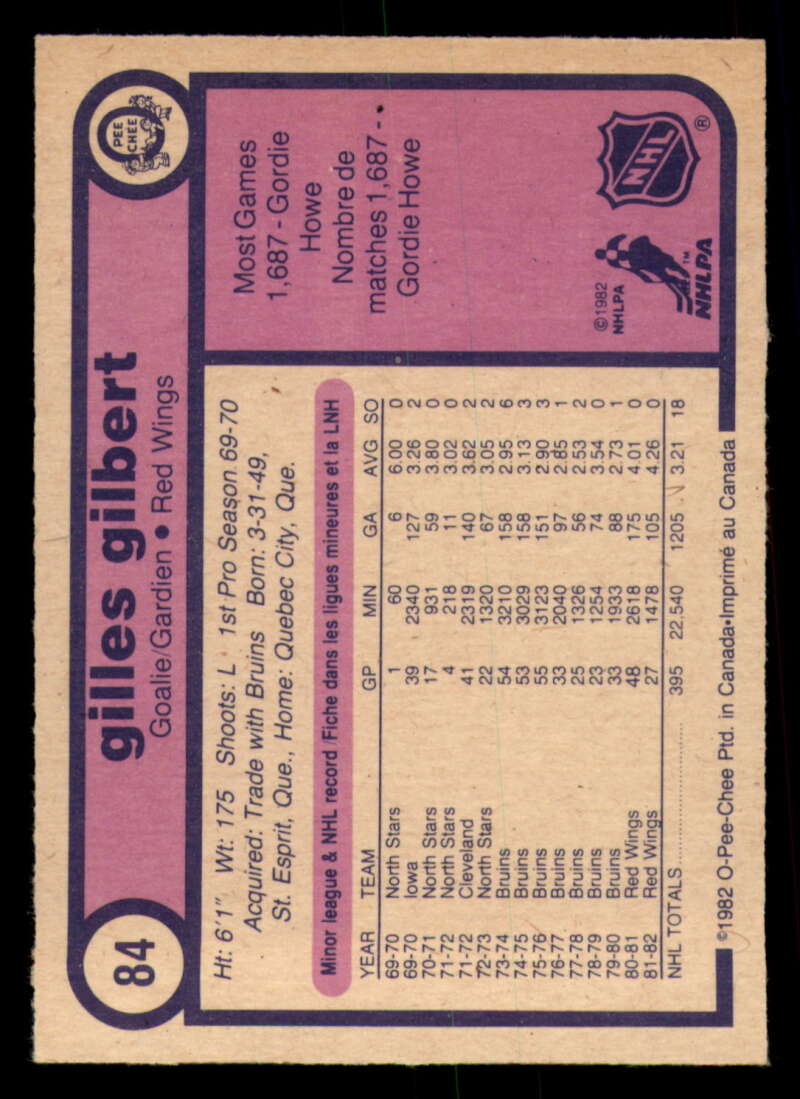 84
gilles gilbert
Goalie/Gardien • Red Wings
PEE
CHEE
Ht: 6'1" Wt: 175 Shoots: L 1st Pro Season 69-70
Acquired: Trade with Bruins Born: 3-31-49,
St. Esprit, Que., Home: Quebec City, Que.
Minor league & NHL record/Fiche dans les ligues mineures et la LNH
YEAR TEAM GP MIN GA AVG SO
69-70 North Stars 1 60 6 6.00 0
69-70 Iowa 39 2340 127 3.26 2
70-71 North Stars 17 931 59 3.80 0
71-72 North Stars 4 218 11 3.02 0
71-72 Cleveland 41 2319 140 3.62 2
72-73 North Stars 22 1320 67 3.05 2
73-74 Bruins 54 3210 158 2.95 6
74-75 Bruins 53 3029 158 3.13 3
75-76 Bruins 55 3123 151 2.90 3
76-77 Bruins 33 2040 97 2.85 1
77-78 Bruins 25 1326 56 2.53 2
78-79 Bruins 23 1254 74 3.54 0
79-80 Bruins 33 1933 88 2.73 1
80-81 Red Wings 48 2618 175 4.01 0
81-82 Red Wings 27 1478 105 4.26 0
NHL TOTALS 395 22.540 1205 3.21 18
Most Games
1,687 - Gordie
Howe
Nombre de
matches 1,687 -
Gordie Howe
©1982
NHLPA
NHLPA™
NHL ®
©1982 O-Pee-Chee Ptd. in Canada•Imprimé au Canada